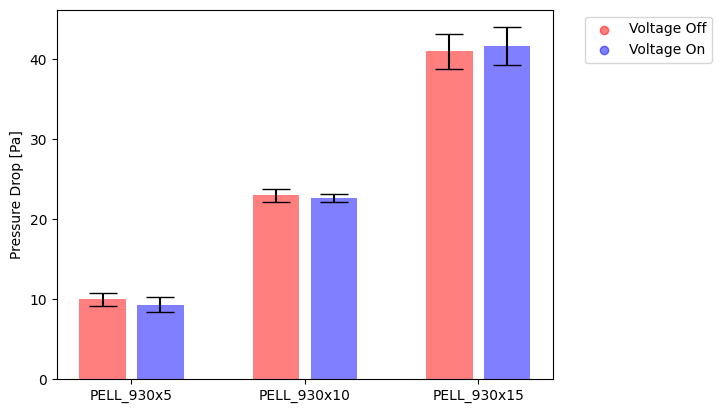 Voltage Off
Voltage On
Pressure Drop [Pa]
40
30
20
10
0
PELL_930x5
PELL_930x10
PELL_930x15